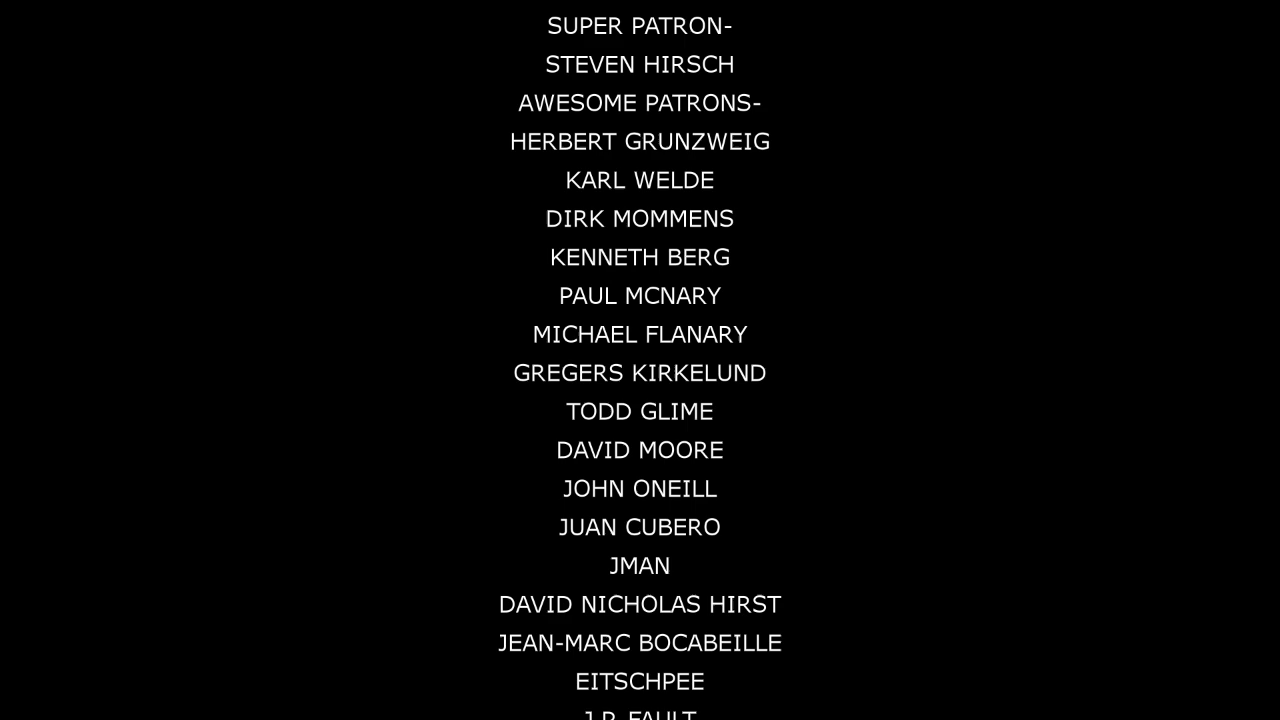 SUPER PATRON-
STEVEN HIRSCH
AWESOME PATRONS-
HERBERT GRUNZWEIG
KARL WELDE
DIRK MOMMENS
KENNETH BERG
PAUL MCNARY
MICHAEL FLANARY
GREGERS KIRKELUND
TODD GLIME
DAVID MOORE
JOHN ONEILL
JUAN CUBERO
JMAN
DAVID NICHOLAS HIRST
JEAN-MARC BOCABEILLE
EITSCHPEE
FAULT